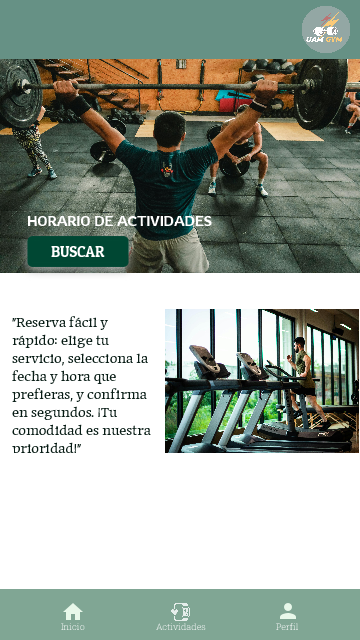 UAM GYM
HORARIO DE ACTIVIDADES
BUSCAR
"Reserva fácil y
rápido: elige tu
servicio, selecciona la
fecha y hora que
prefieras, y confirma
en segundos. ¡Tu
comodidad es nuestra
prioridad!"
Inicio
Actividades
Perfil